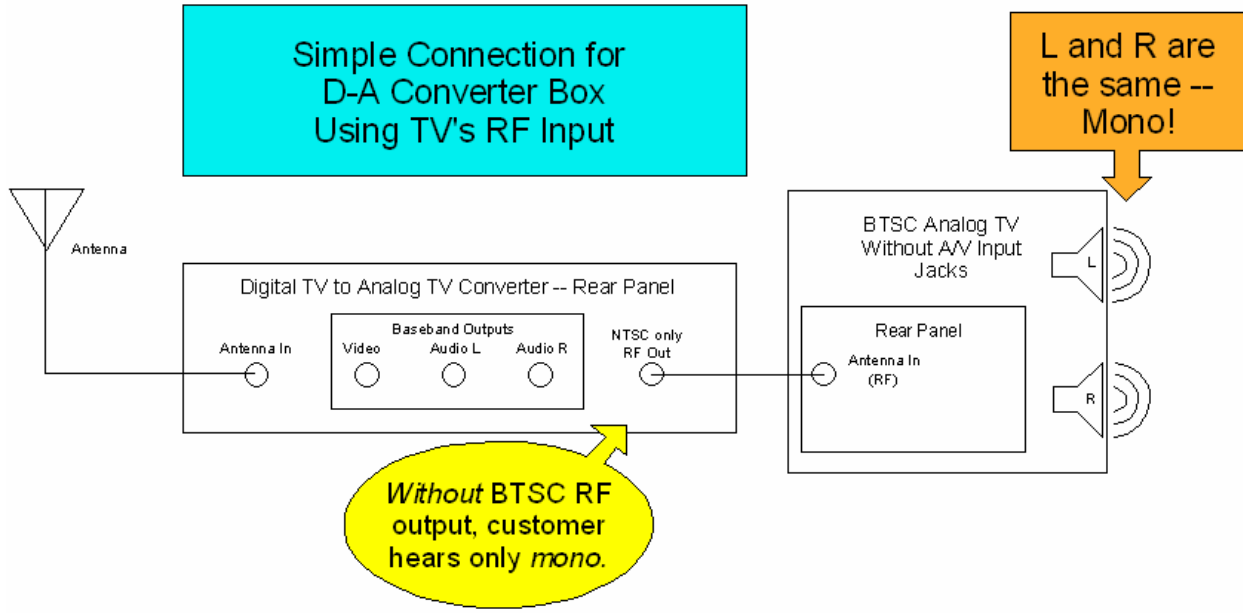 Simple Connection for
D-A Converter Box
Using TV's RF Input
L and R are
the same --
Mono!
Antenna
Digital TV to Analog TV Converter -- Rear Panel
Antenna In
Baseband Outputs
Video
Audio L
Audio R
NTSC only
RF Out
BTSC Analog TV
Without A/V Input
Jacks
Rear Panel
Antenna In
(RF)
L
R
Without BTSC RF
output, customer
hears only mono.